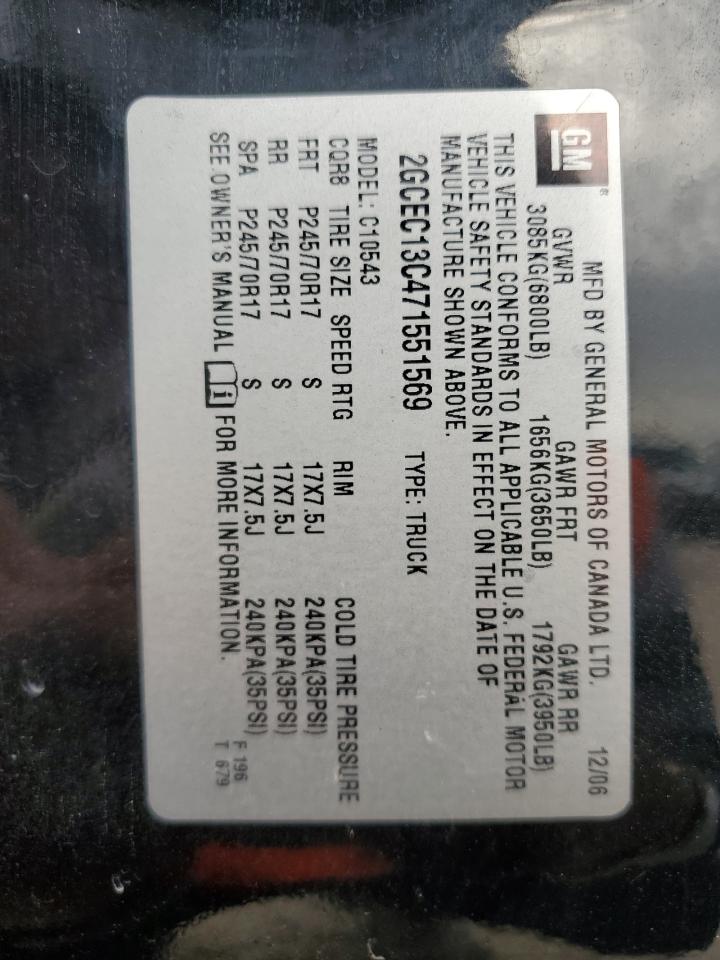 GM®
MFD BY GENERAL MOTORS OF CANADA LTD. 12/06
GVWR GAWR FRT GAWR RR
3085KG(6800LB) 1656KG(3650LB) 1792KG(3950LB)
THIS VEHICLE CONFORMS TO ALL APPLICABLE U.S. FEDERAL MOTOR
VEHICLE SAFETY STANDARDS IN EFFECT ON THE DATE OF
MANUFACTURE SHOWN ABOVE.
2GCEC13C471551569 TYPE: TRUCK
MODEL: C10543
CQR8 TIRE SIZE SPEED RTG RIM COLD TIRE PRESSURE
FRT P245/70R17 S 17X7.5J 240KPA(35PSI)
RR P245/70R17 S 17X7.5J 240KPA(35PSI)
SPA P245/70R17 S 17X7.5J 240KPA(35PSI)
SEE OWNER'S MANUAL i FOR MORE INFORMATION.
F 196
T 679